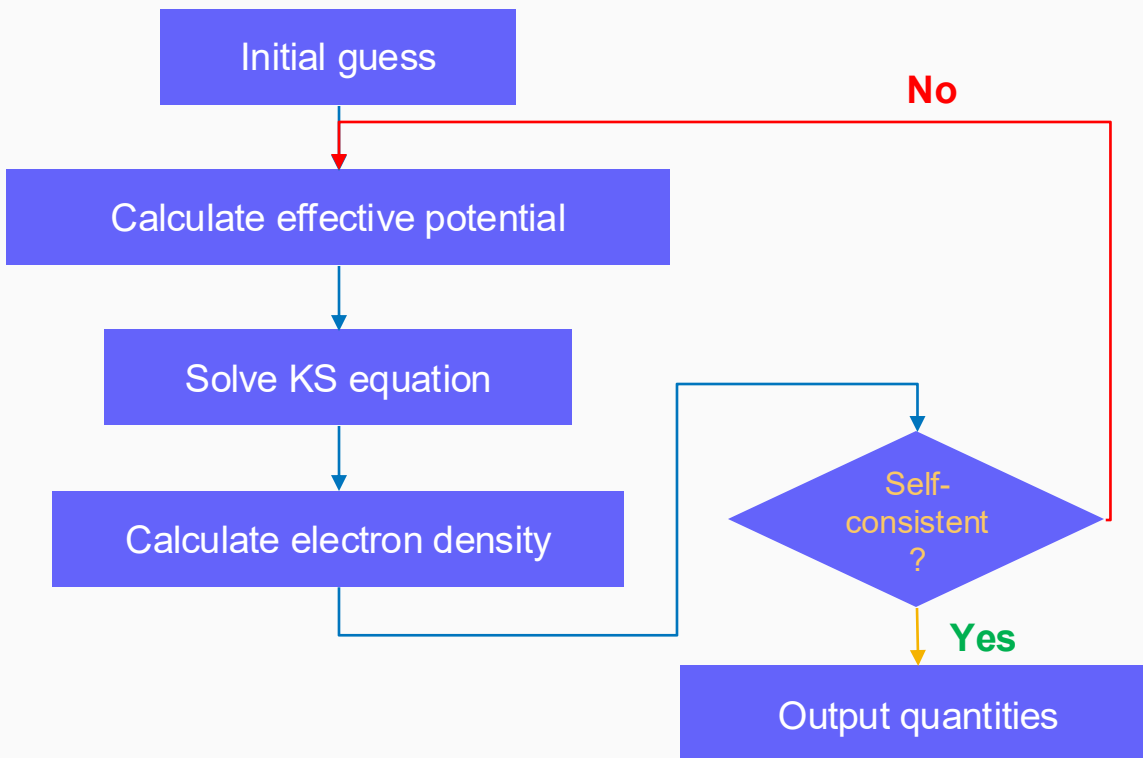 Initial guess
No
Calculate effective potential
Solve KS equation
Calculate electron density
Self-
consistent
?
Yes
Output quantities